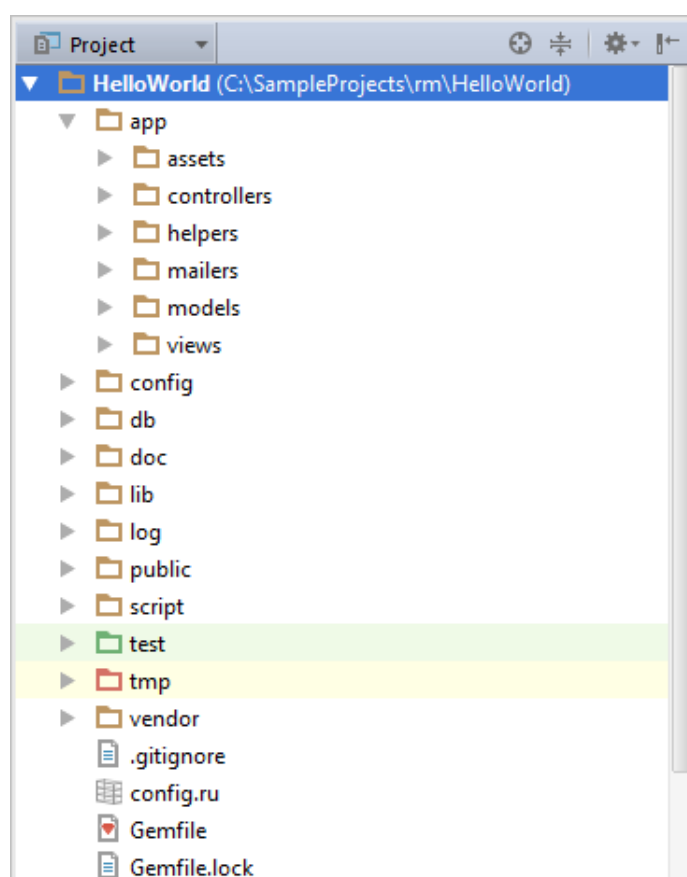 Project
HelloWorld (C:\SampleProjects\rm\HelloWorld)
app
assets
controllers
helpers
mailers
models
views
config
db
doc
lib
log
public
script
test
tmp
vendor
.gitignore
config.ru
Gemfile
Gemfile.lock